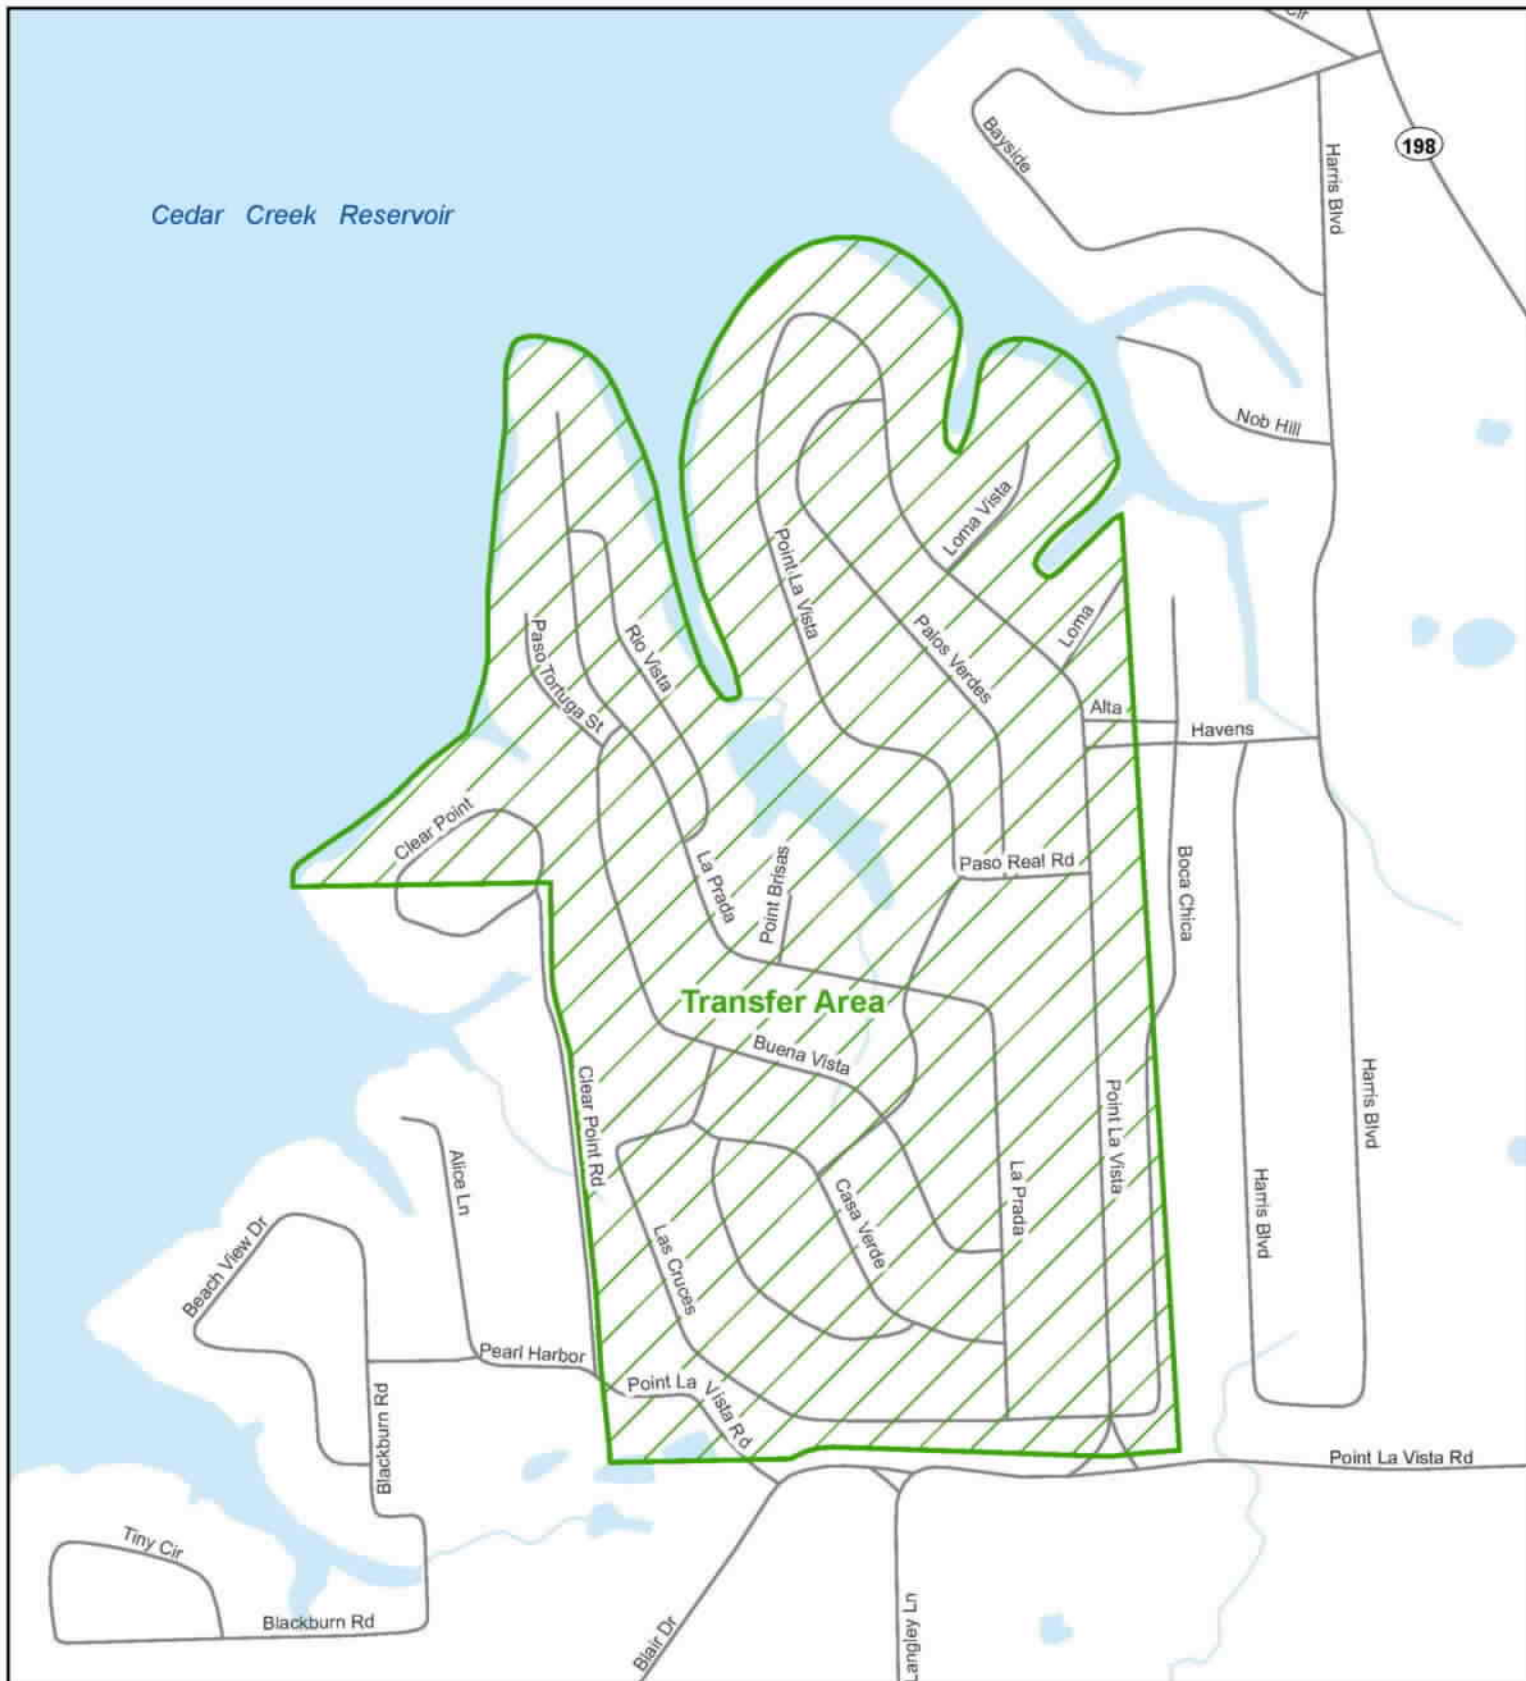 Cir
198
Bayside
Harris Blvd
Cedar Creek Reservoir
Nob Hill
Loma Vista
Point La Vista
Loma
Palos Verdes
Rio Vista
Paso Tortuga St
Alta
Havens
Clear Point
Paso Real Rd
La Prada
Point Brisas
Boca Chica
Transfer Area
Buena Vista
Clear Point Rd
Point La Vista
Harris Blvd
Alice Ln
La Prada
Casa Verde
Harris Blvd
Beach View Dr
Las Cruces
Pearl Harbor
Point La Vista Rd
Blackburn Rd
Point La Vista Rd
Tiny Cir
Blackburn Rd
Blair Dr
Langley Ln